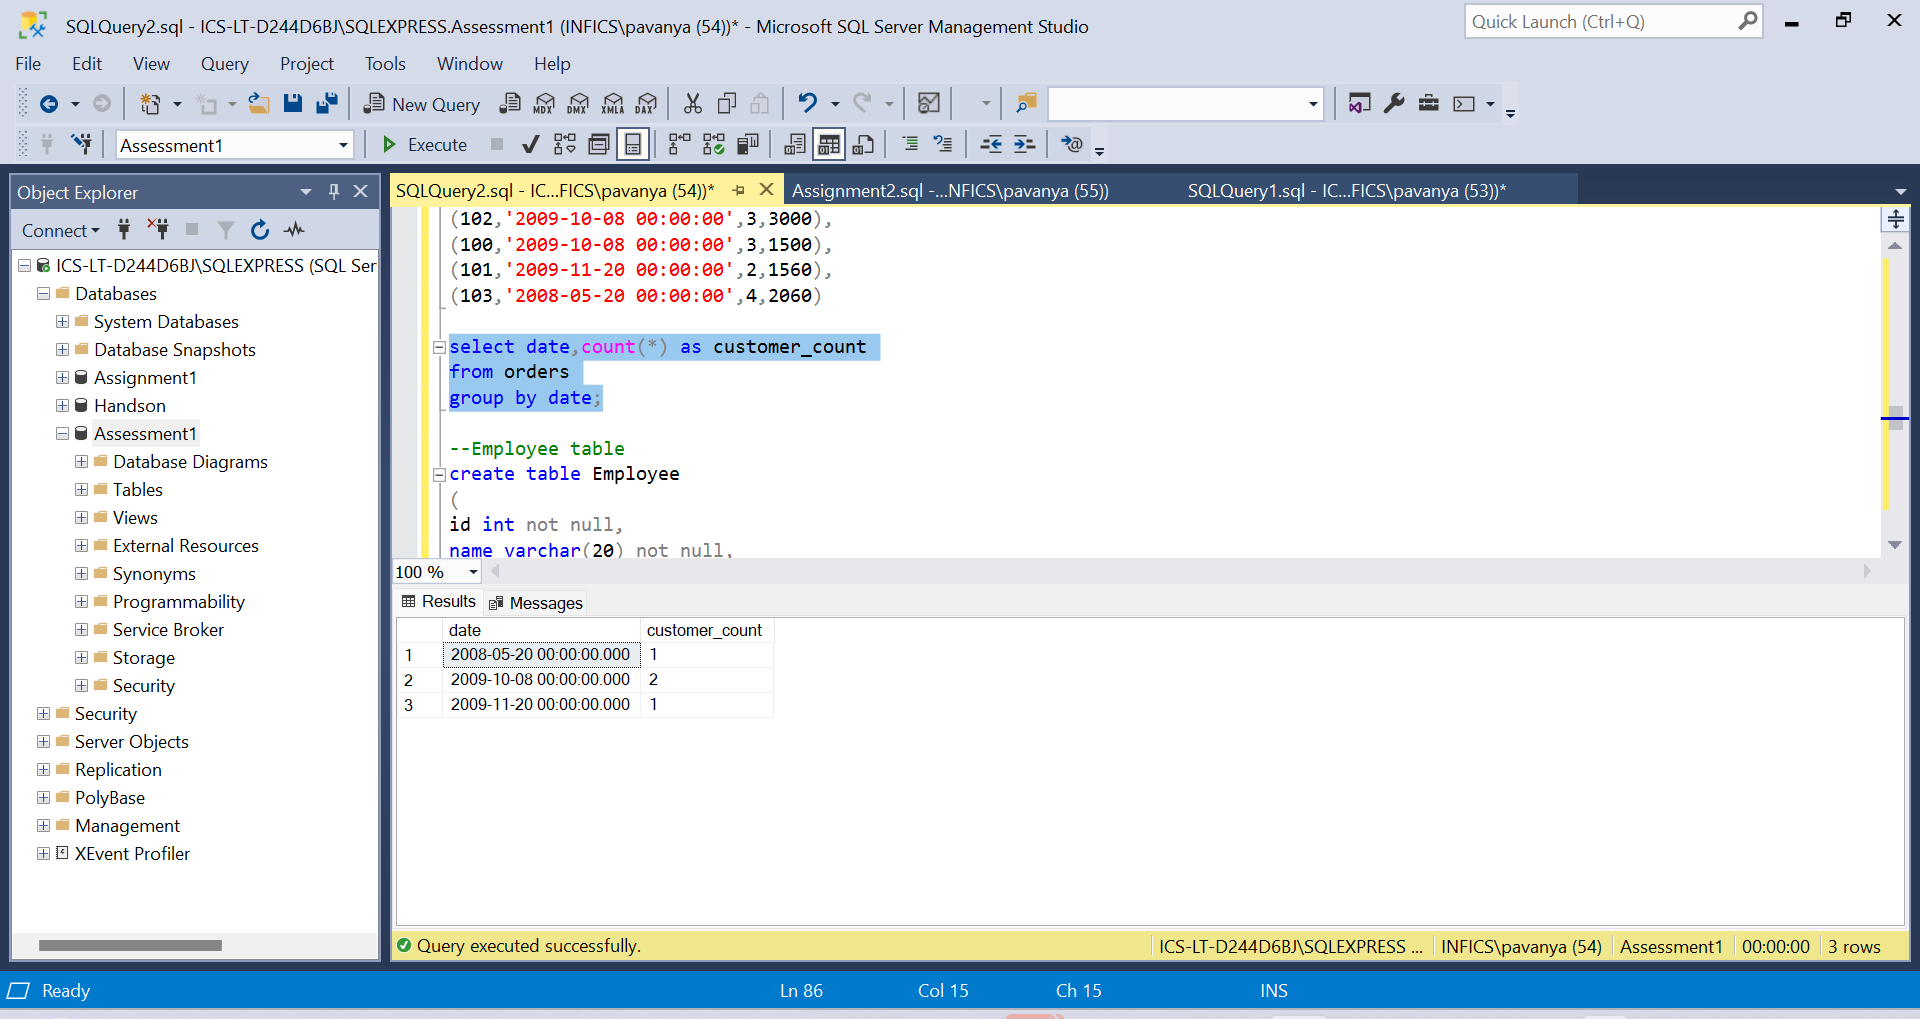 SQLQuery2.sql - ICS-LT-D244D6BJ\SQLEXPRESS.Assessment1 (INFICS\pavanya (54))* - Microsoft SQL Server Management Studio
Quick Launch (Ctrl+Q)
File Edit View Query Project Tools Window Help
New Query MDX DMX XMLA DAX
Assessment1 Execute
Object Explorer
Connect
ICS-LT-D244D6BJ\SQLEXPRESS (SQL Ser
Databases
System Databases
Database Snapshots
Assignment1
Handson
Assessment1
Database Diagrams
Tables
Views
External Resources
Synonyms
Programmability
Service Broker
Storage
Security
Security
Server Objects
Replication
PolyBase
Management
XEvent Profiler
SQLQuery2.sql - IC...FICS\pavanya (54))* Assignment2.sql -...NFICS\pavanya (55)) SQLQuery1.sql - IC...FICS\pavanya (53))*
(102,'2009-10-08 00:00:00',3,3000),
(100,'2009-10-08 00:00:00',3,1500),
(101,'2009-11-20 00:00:00',2,1560),
(103,'2008-05-20 00:00:00',4,2060)
select date,count(*) as customer_count
from orders
group by date;
--Employee table
create table Employee
(
id int not null,
name varchar(20) not null,
100 %
Results Messages
date customer_count
1 2008-05-20 00:00:00.000 1
2 2009-10-08 00:00:00.000 2
3 2009-11-20 00:00:00.000 1
Query executed successfully. ICS-LT-D244D6BJ\SQLEXPRESS ... INFICS\pavanya (54) Assessment1 00:00:00 3 rows
Ready Ln 86 Col 15 Ch 15 INS